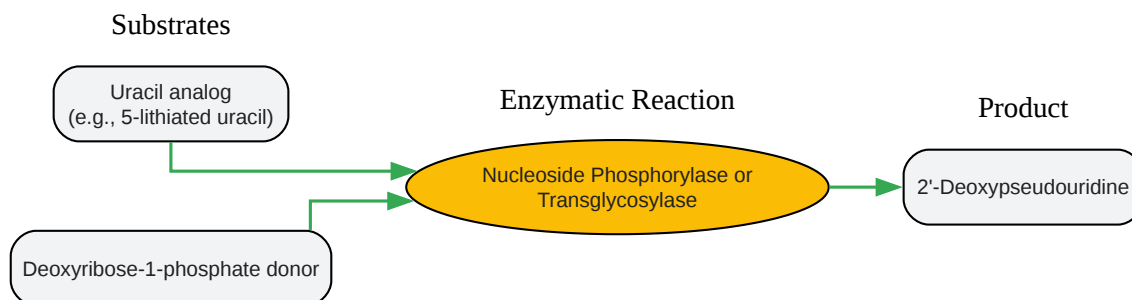 Substrates
Uracil analog
(e.g., 5-lithiated uracil)
Deoxyribose-1-phosphate donor
Enzymatic Reaction
Nucleoside Phosphorylase or
Transglycosylase
Product
2'-Deoxypseudouridine